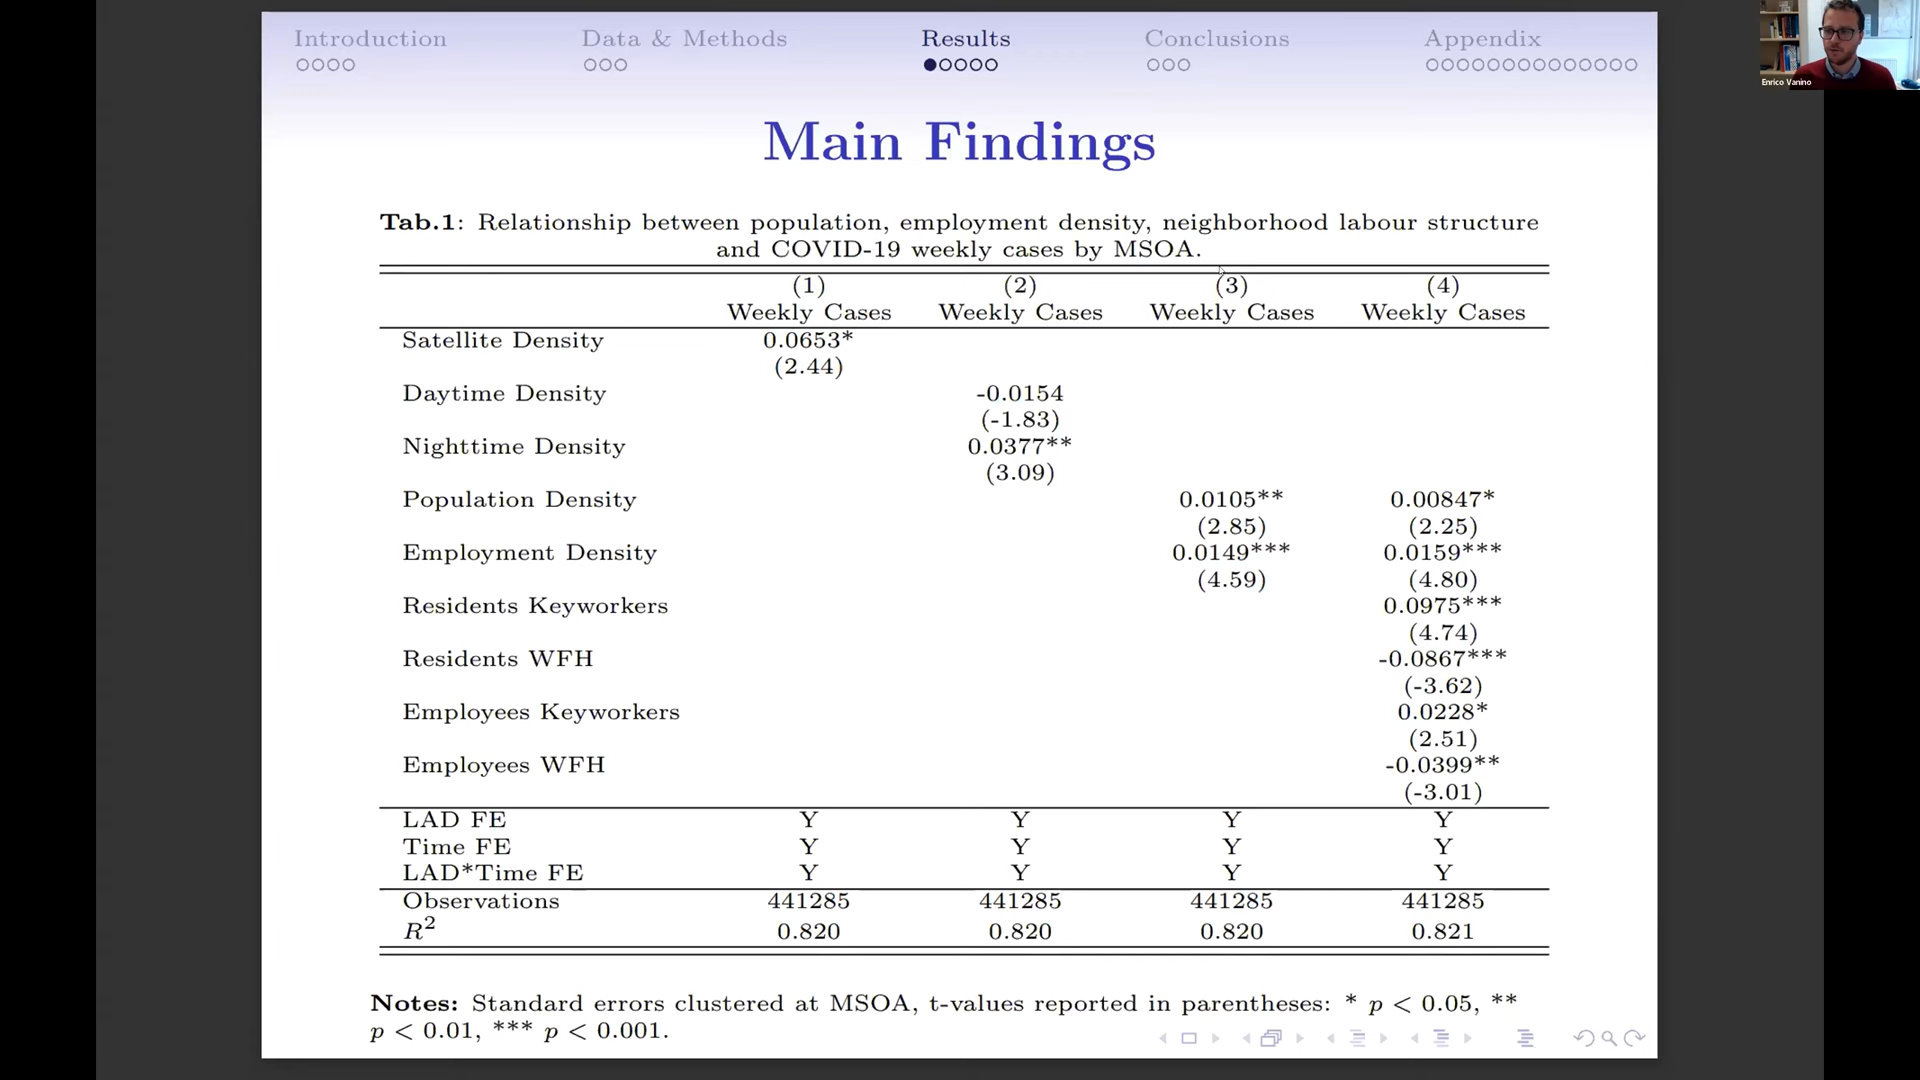 Introduction Data & Methods Results Conclusions Appendix
Enrico Vanino
Main Findings
Tab.1: Relationship between population, employment density, neighborhood labour structure
and COVID-19 weekly cases by MSOA.
(1) (2) (3) (4)
Weekly Cases Weekly Cases Weekly Cases Weekly Cases
Satellite Density 0.0653*
(2.44)
Daytime Density -0.0154
(-1.83)
Nighttime Density 0.0377**
(3.09)
Population Density 0.0105** 0.00847*
(2.85) (2.25)
Employment Density 0.0149*** 0.0159***
(4.59) (4.80)
Residents Keyworkers 0.0975***
(4.74)
Residents WFH -0.0867***
(-3.62)
Employees Keyworkers 0.0228*
(2.51)
Employees WFH -0.0399**
(-3.01)
LAD FE Y Y Y Y
Time FE Y Y Y Y
LAD*Time FE Y Y Y Y
Observations 441285 441285 441285 441285
R² 0.820 0.820 0.820 0.821
Notes: Standard errors clustered at MSOA, t-values reported in parentheses: * p < 0.05, **
p < 0.01, *** p < 0.001.